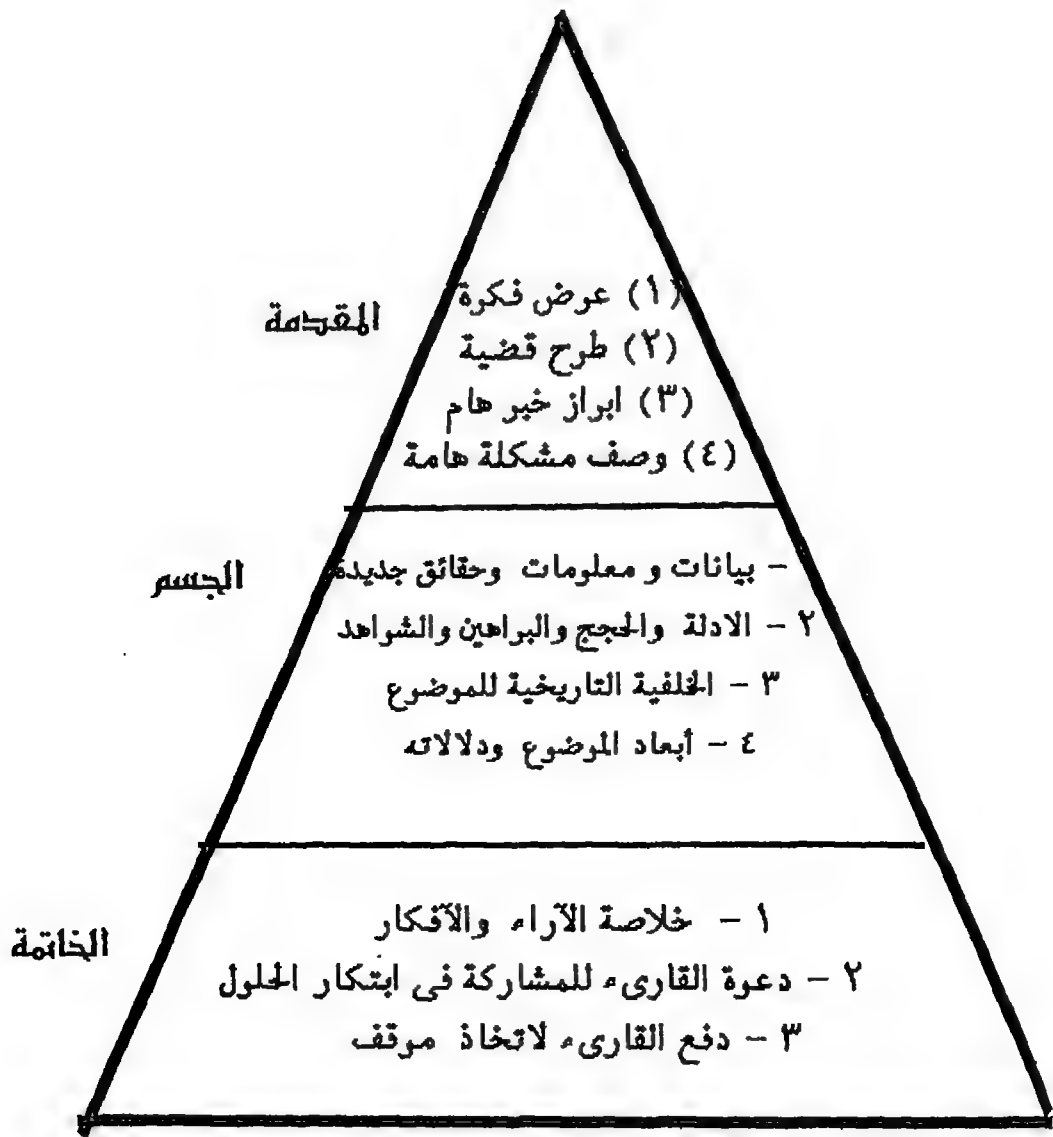 المقدمة
(١) عرض فكرة
(٢) طرح قضية
(٣) ابراز خبر هام
(٤) وصف مشكلة هامة
الجسم
- بيانات و معلومات وحقائق جديدة
٢ - الادلة والحجج والبراهين والشواهد
٣ - الخلفية التاريخية للموضوع
٤ - أبعاد الموضوع ودلالاته
الخاتمة
١ - خلاصة الآراء والآفكار
٢ - دعوة القارىء للمشاركة فى ابتكار الحلول
٣ - دفع القارىء لاتخاذ موقف